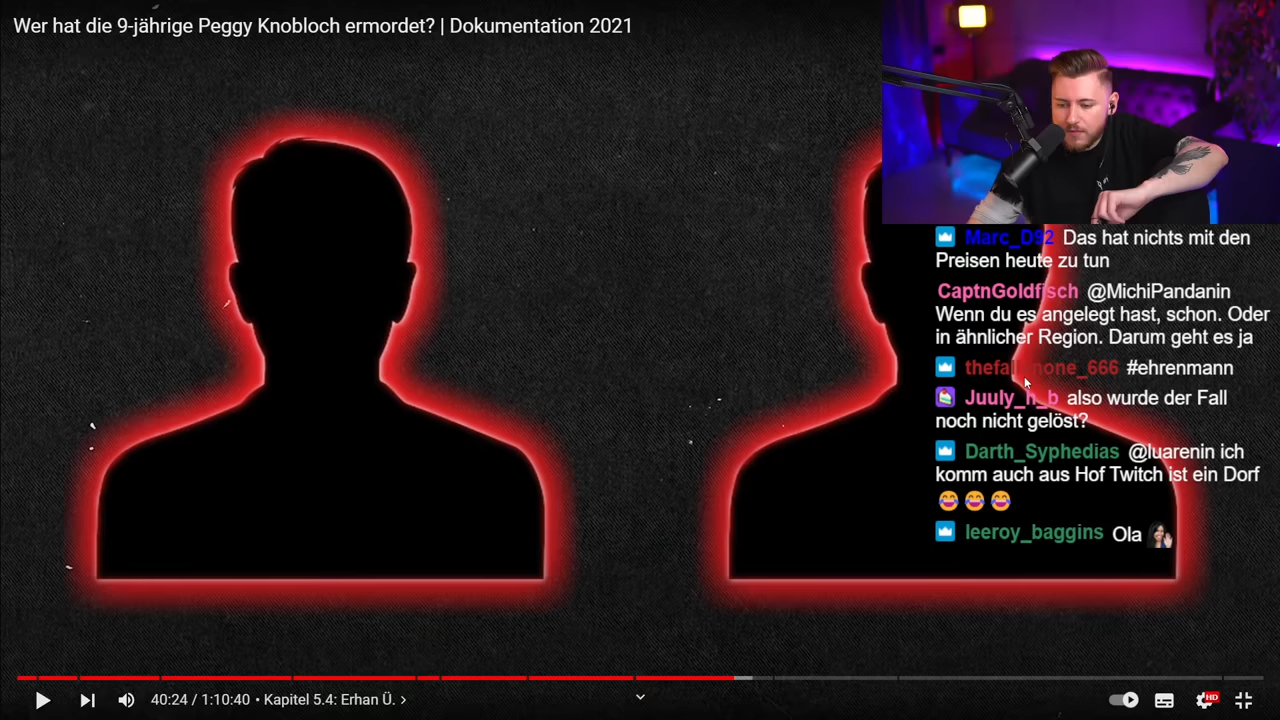 Wer hat die 9-jährige Peggy Knobloch ermordet? | Dokumentation 2021
Marc_D92 Das hat nichts mit den
Preisen heute zu tun
CaptnGoldfisch @MichiPandanin
Wenn du es angelegt hast, schon. Oder
in ähnlicher Region. Darum geht es ja
#ehrenmann
Juuly_h_b also wurde der Fall
noch nicht gelöst?
Darth_Syphedias @luarenin ich
komm auch aus Hof Twitch ist ein Dorf
😂 😂 😂
leeroy_baggins Ola
40:24 / 1:10:40 • Kapitel 5.4: Erhan Ü. >
HD